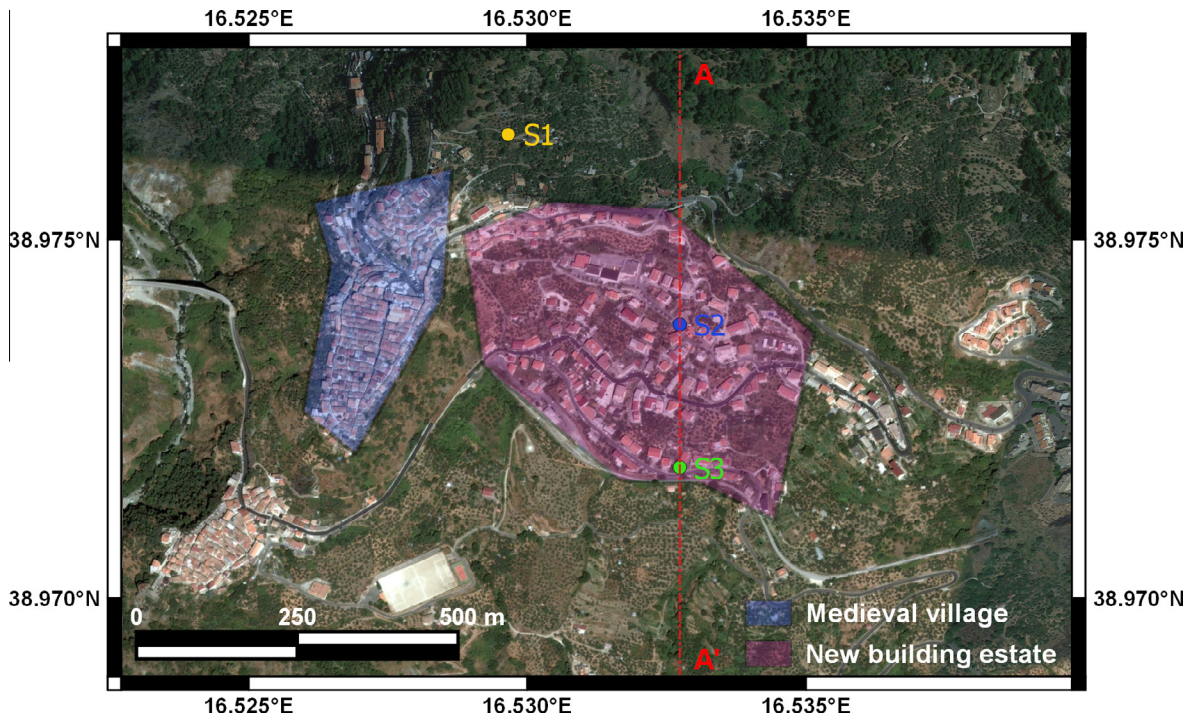 16.525°E 16.530°E 16.535°E
A
S1
38.975°N 38.975°N
S2
S3
38.970°N 38.970°N
0 250 500 m
Medieval village
New building estate
A'
16.525°E 16.530°E 16.535°E